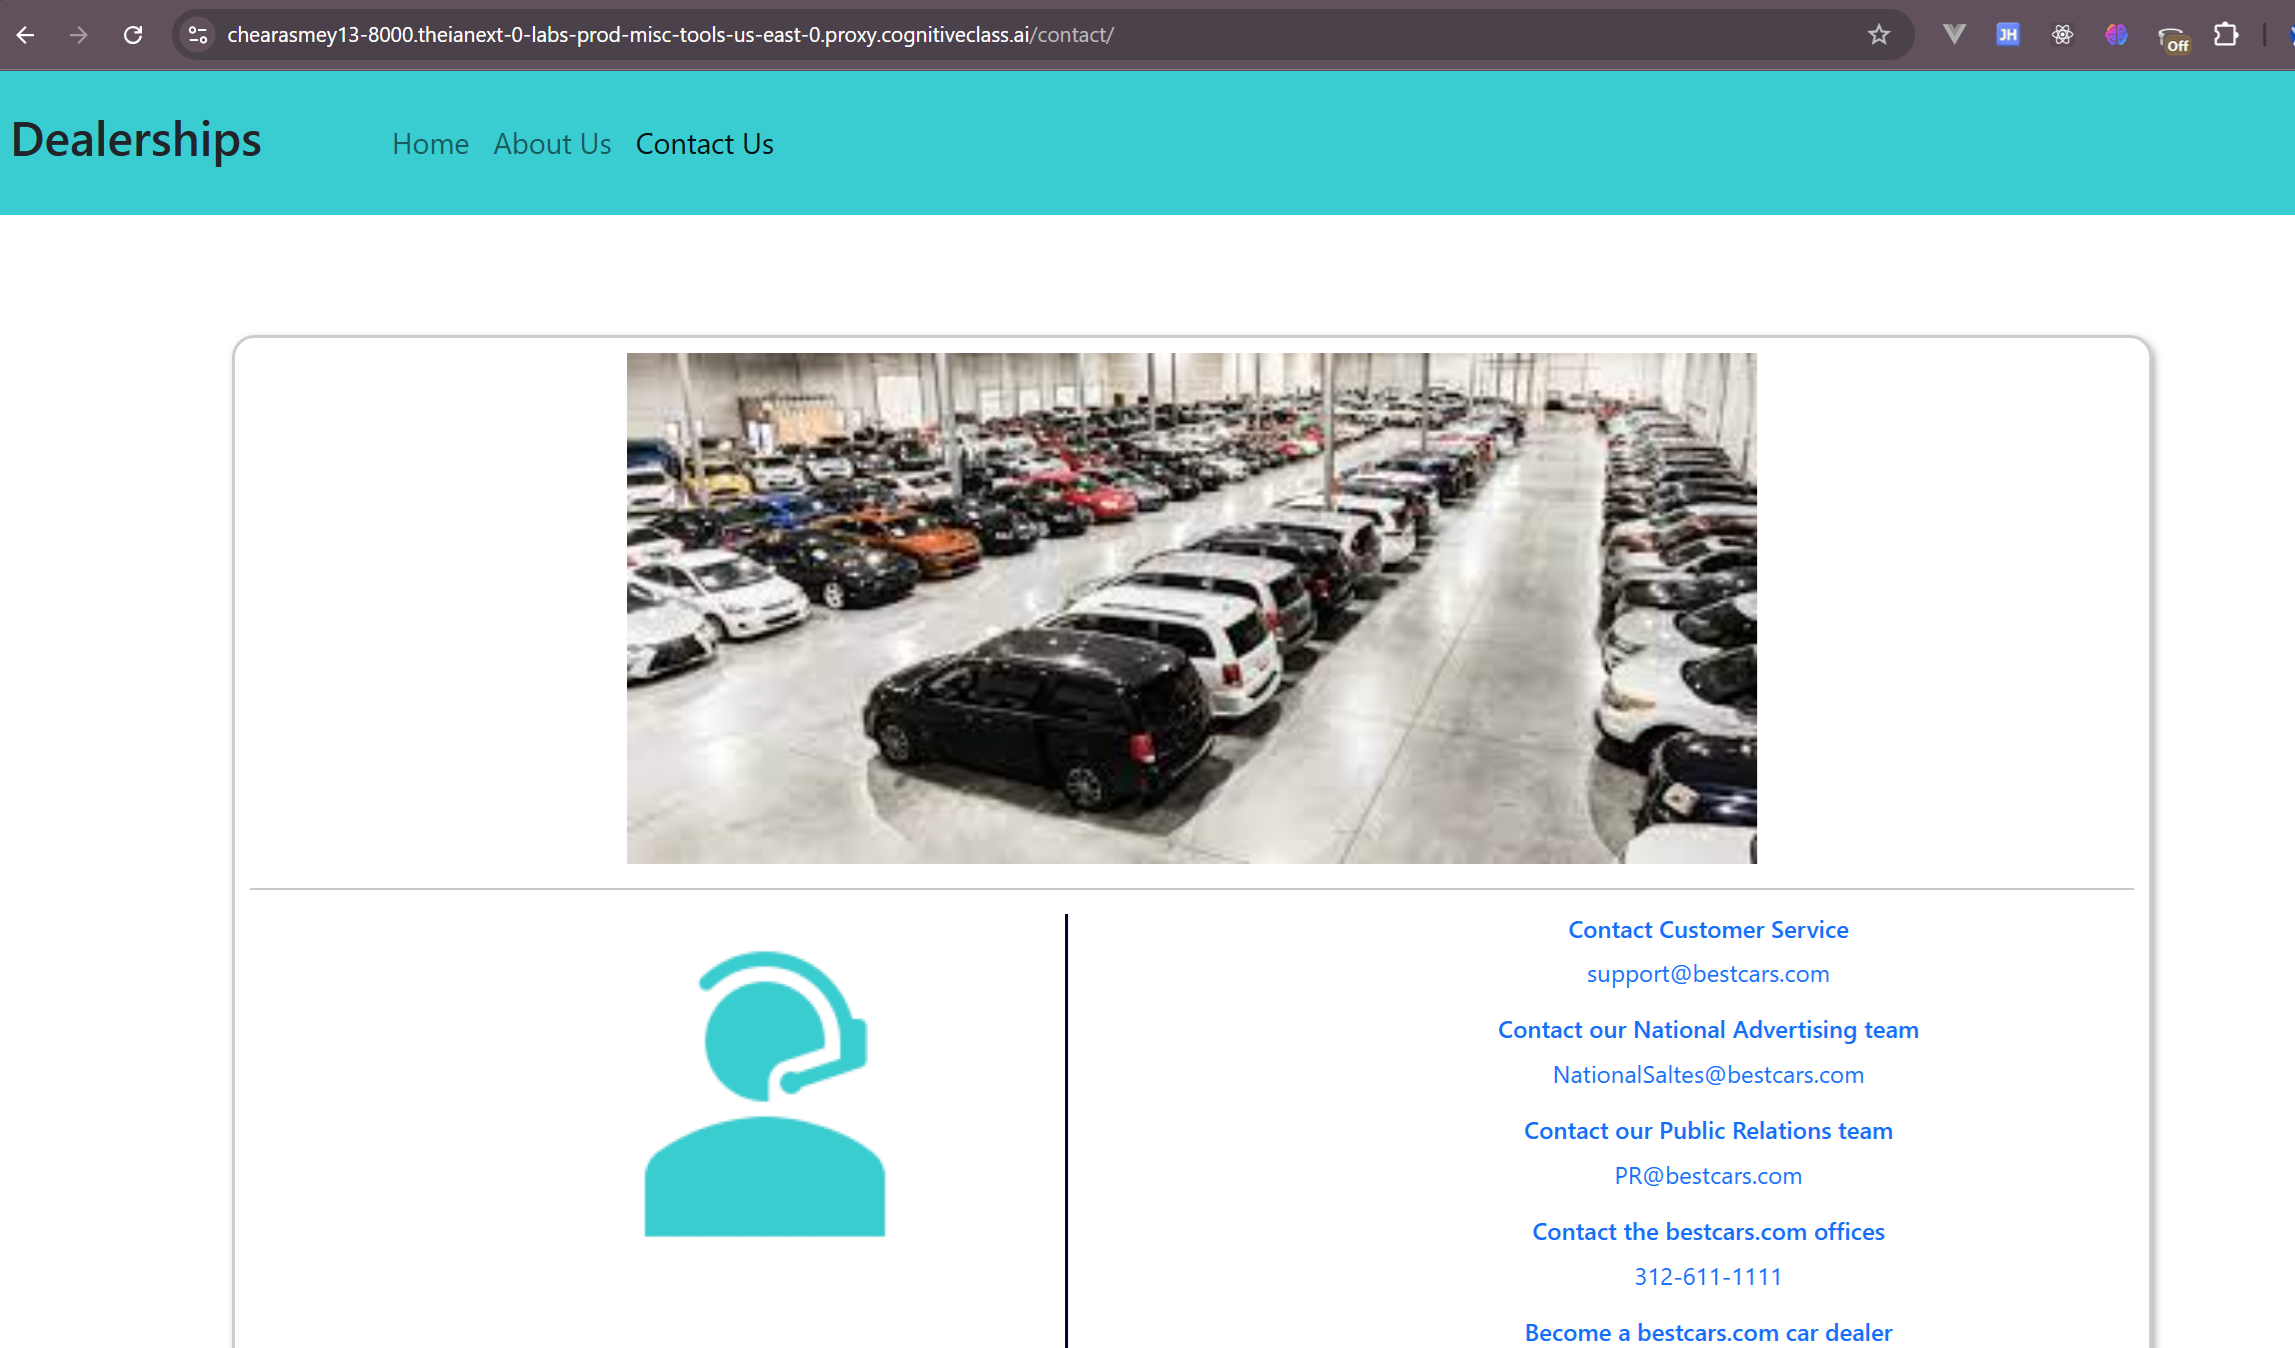 chearasmey13-8000.theianext-0-labs-prod-misc-tools-us-east-0.proxy.cognitiveclass.ai/contact/
JH
Off
Dealerships
Home About Us Contact Us
Contact Customer Service
support@bestcars.com
Contact our National Advertising team
NationalSaltes@bestcars.com
Contact our Public Relations team
PR@bestcars.com
Contact the bestcars.com offices
312-611-1111
Become a bestcars.com car dealer